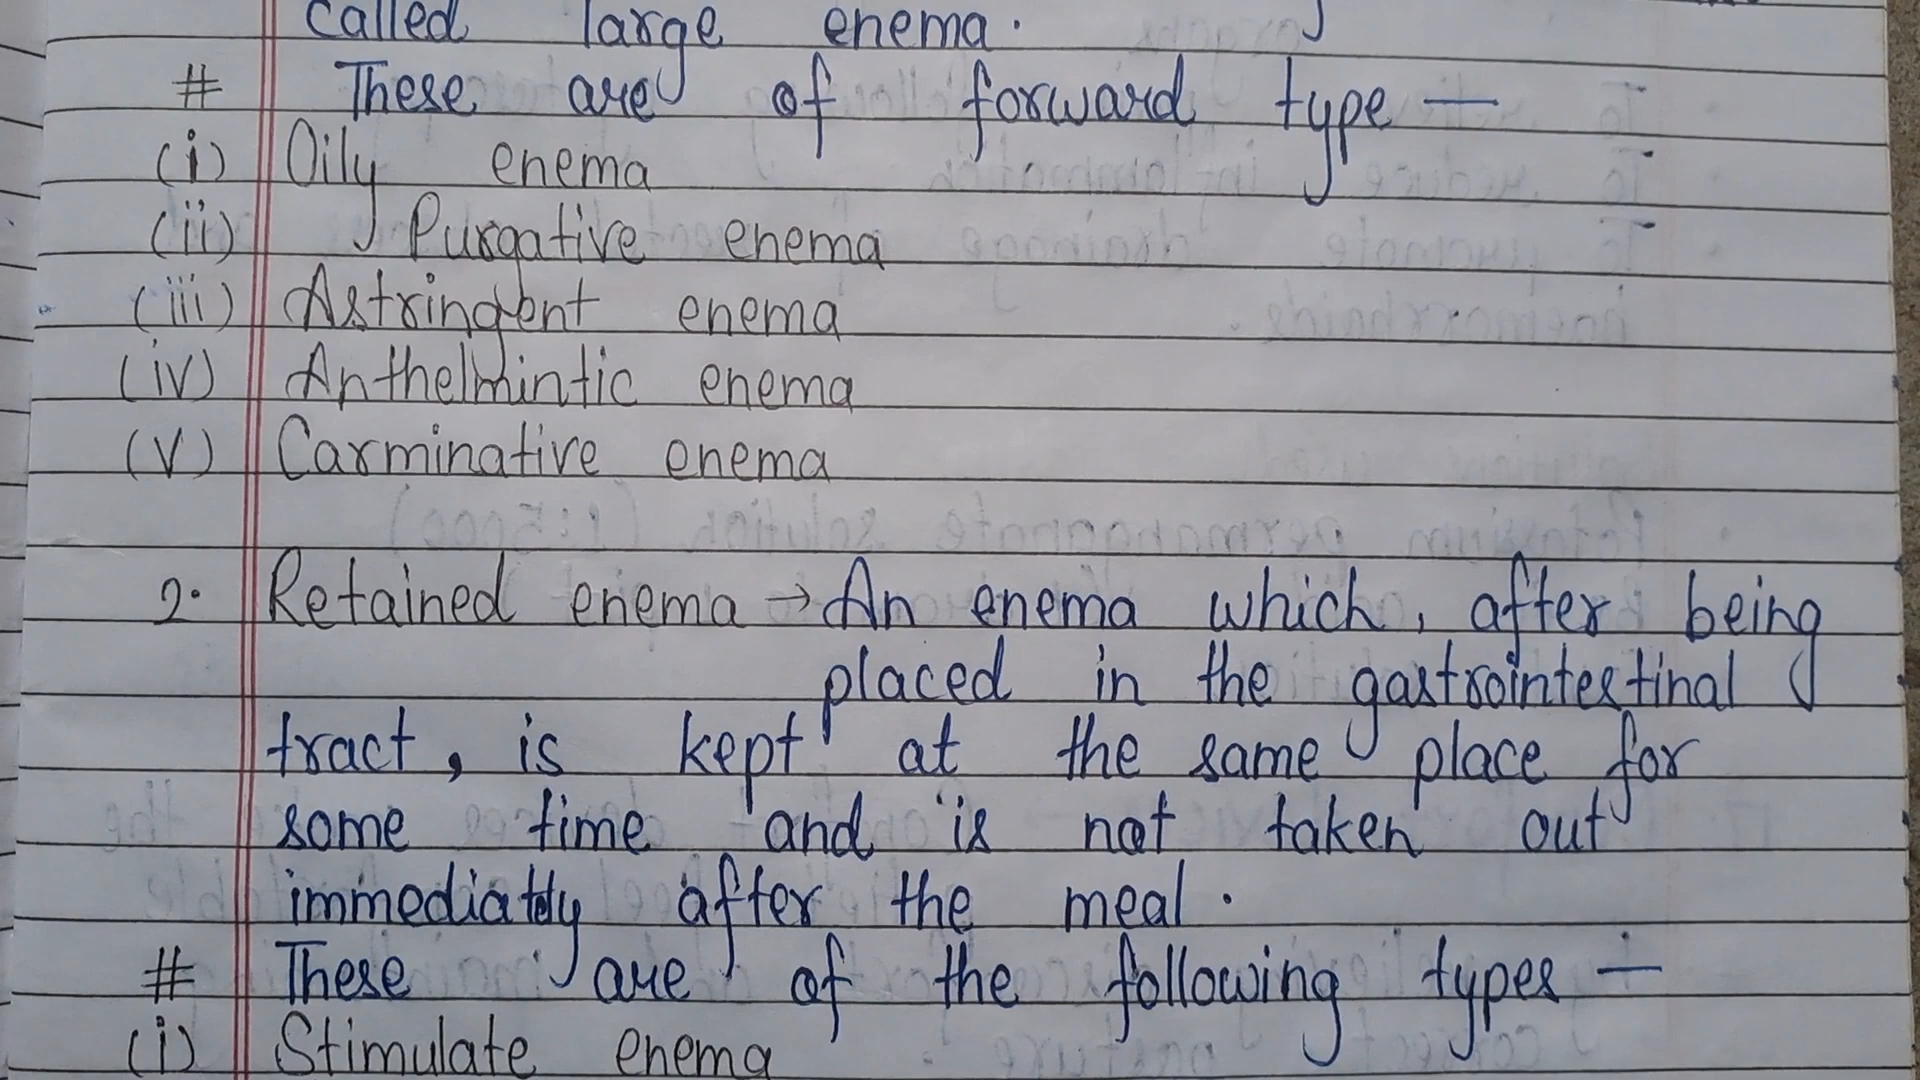 called large enema.
# These are of forward type —
(i) Oily enema
(ii) Purgative enema
(iii) Astringent enema
(iv) Anthelmintic enema
(v) Carminative enema
2. Retained enema → An enema which, after being
placed in the gastrointestinal
tract, is kept at the same place for
some time and is not taken out
immediately after the meal.
# These are of the following types —
(i) Stimulate enema